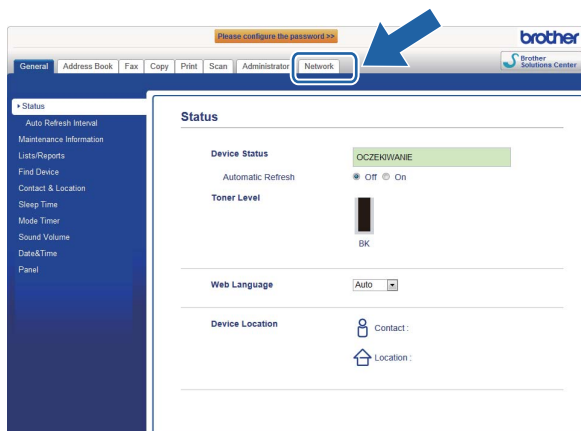 Please configure the password >>
brother
General Address Book Fax Copy Print Scan Administrator Network
Brother
Solutions Center
Status
Auto Refresh Interval
Maintenance Information
Lists/Reports
Find Device
Contact & Location
Sleep Time
Mode Timer
Sound Volume
Date&Time
Panel
Status
Device Status OCZEKIWANIE
Automatic Refresh Off On
Toner Level
BK
Web Language Auto
Device Location Contact :
Location :